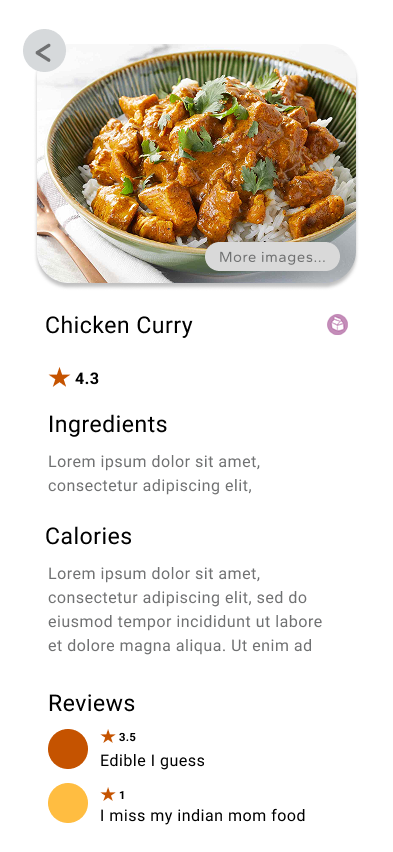 More images...
Chicken Curry
4.3
Ingredients
Lorem ipsum dolor sit amet,
consectetur adipiscing elit,
Calories
Lorem ipsum dolor sit amet,
consectetur adipiscing elit, sed do
eiusmod tempor incididunt ut labore
et dolore magna aliqua. Ut enim ad
Reviews
3.5
Edible I guess
1
I miss my indian mom food